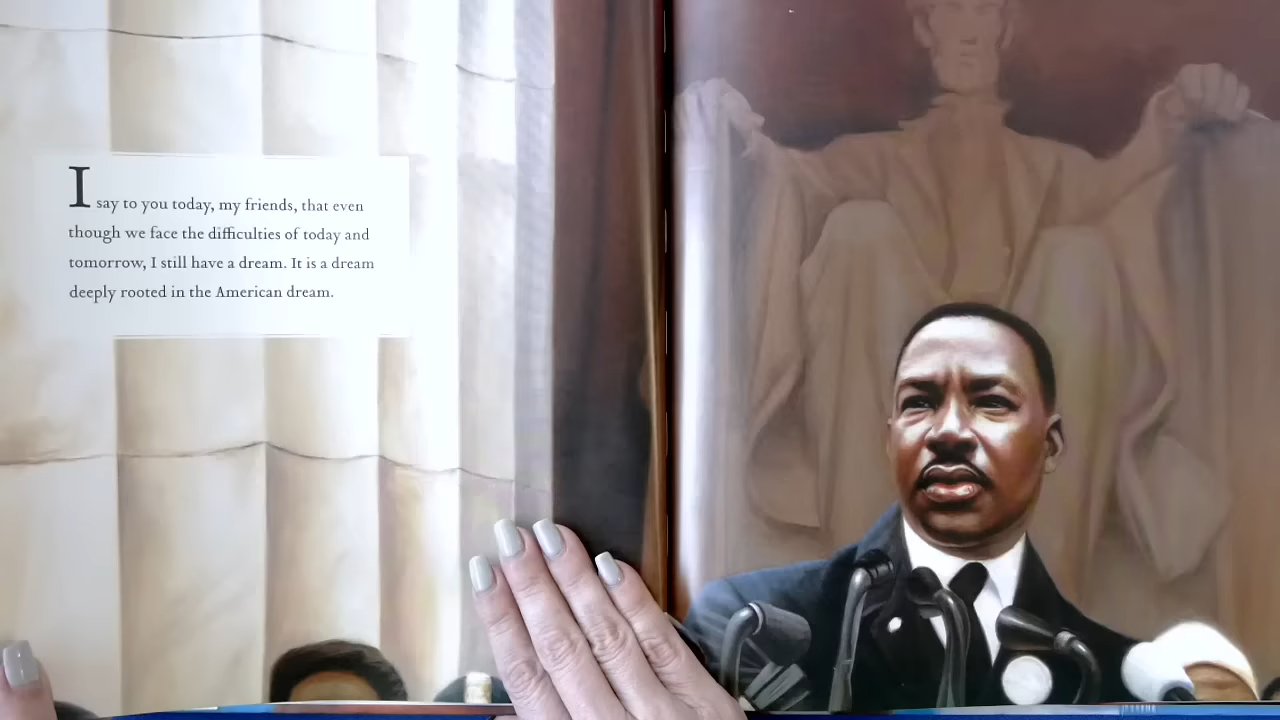 I say to you today, my friends, that even
though we face the difficulties of today and
tomorrow, I still have a dream. It is a dream
deeply rooted in the American dream.